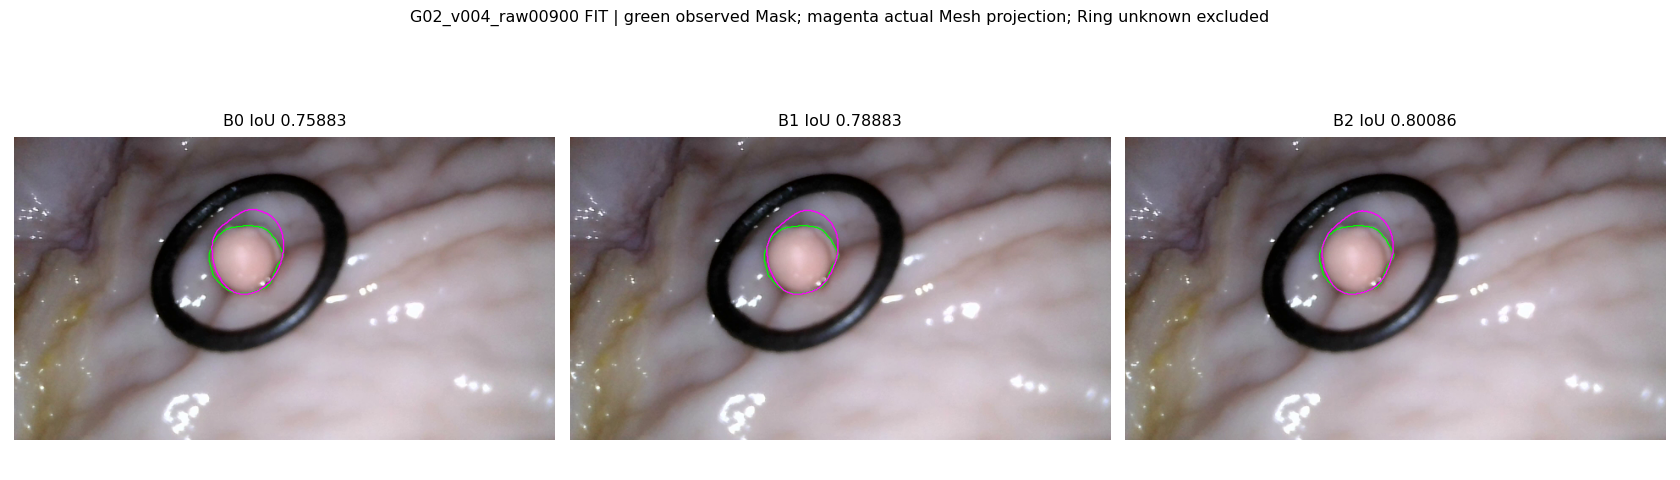 G02_v004_raw00900 FIT | green observed Mask; magenta actual Mesh projection; Ring unknown excluded
B0 IoU 0.75883
B1 IoU 0.78883
B2 IoU 0.80086